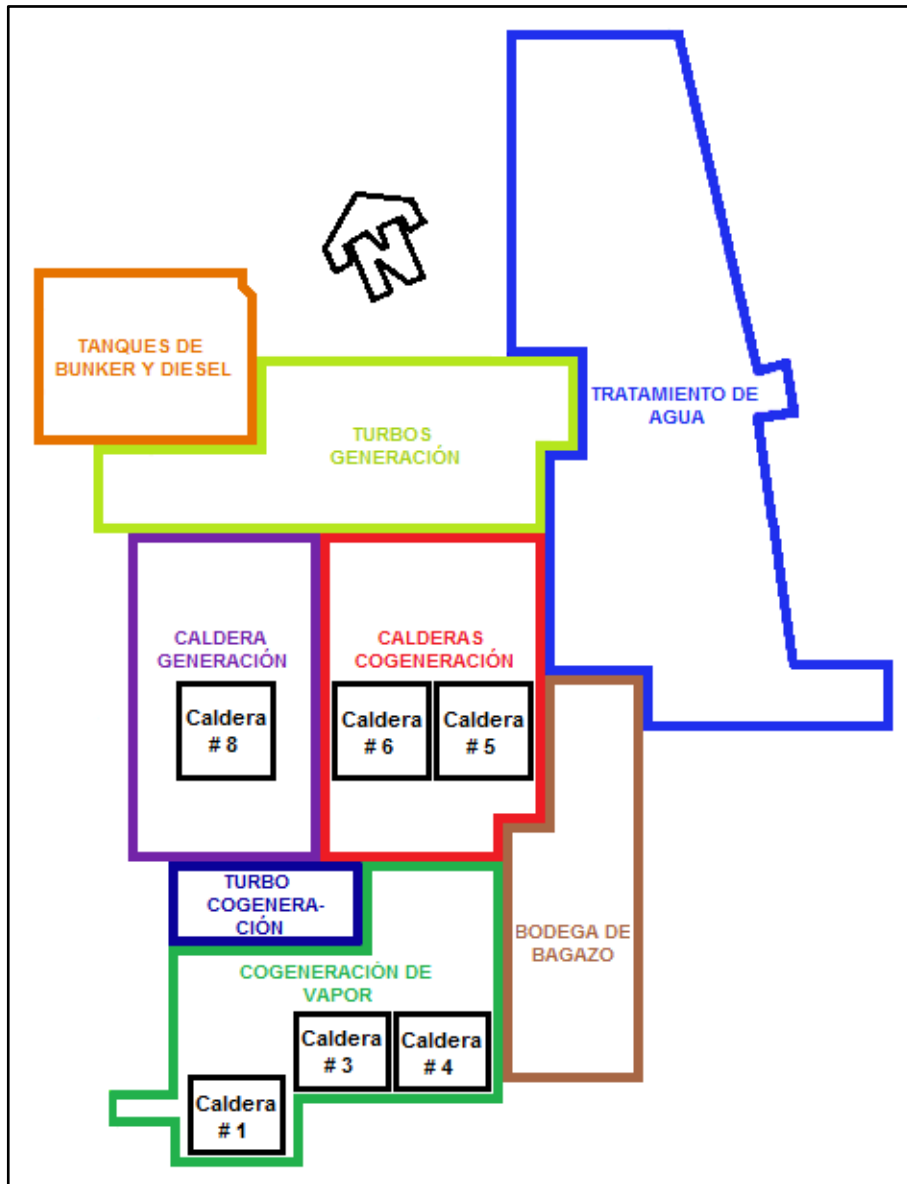 N
TANQUES DE
BUNKER Y DIESEL
TRATAMIENTO DE
AGUA
TURBOS
GENERACIÓN
CALDERA
GENERACIÓN
CALDERAS
COGENERACIÓN
Caldera
# 8
Caldera
# 6
Caldera
# 5
TURBO
COGENERA-
CIÓN
BODEGA DE
BAGAZO
COGENERACIÓN DE
VAPOR
Caldera
# 3
Caldera
# 4
Caldera
# 1